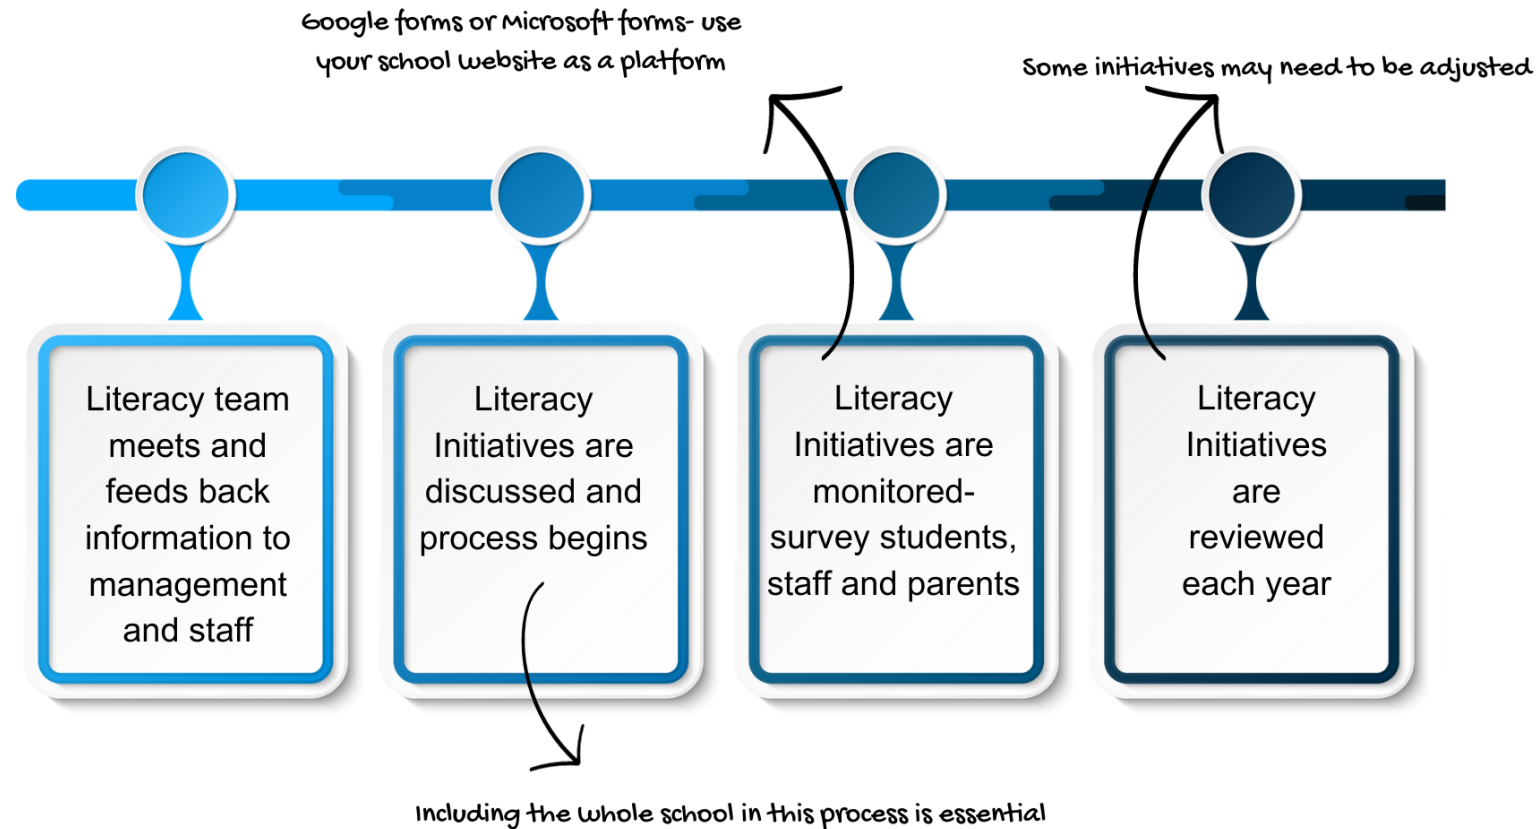 Google forms or Microsoft forms- use
your school website as a platform
Some initiatives may need to be adjusted
Literacy team
meets and
feeds back
information to
management
and staff
Literacy
Initiatives are
discussed and
process begins
Literacy
Initiatives are
monitored-
survey students,
staff and parents
Literacy
Initiatives
are
reviewed
each year
Including the whole school in this process is essential